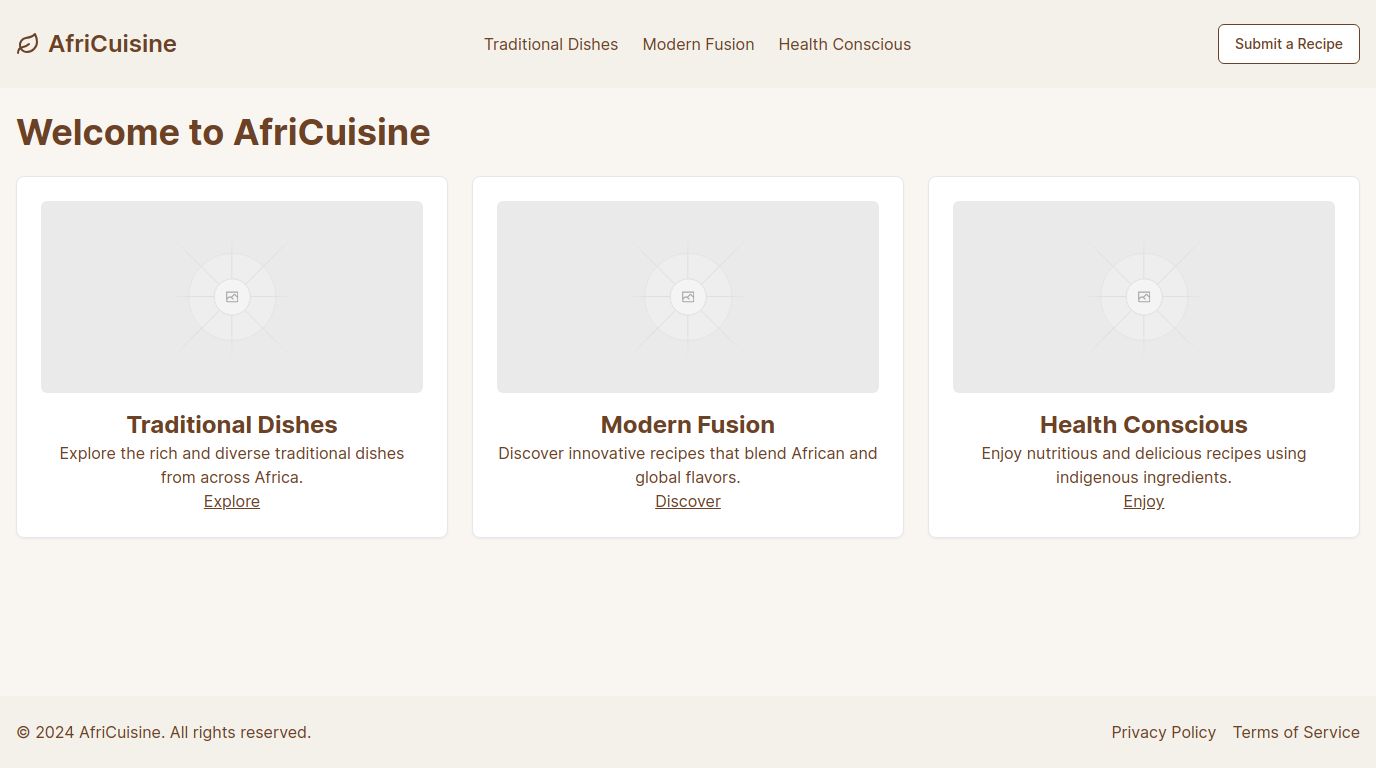 AfriCuisine
Traditional Dishes
Modern Fusion
Health Conscious
Submit a Recipe
Welcome to AfriCuisine
Traditional Dishes
Explore the rich and diverse traditional dishes
from across Africa.
Explore
Modern Fusion
Discover innovative recipes that blend African and
global flavors.
Discover
Health Conscious
Enjoy nutritious and delicious recipes using
indigenous ingredients.
Enjoy
© 2024 AfriCuisine. All rights reserved.
Privacy Policy
Terms of Service